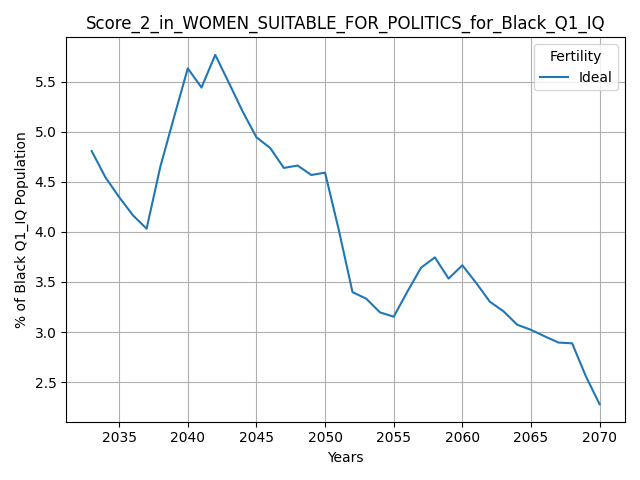 Score_2_in_WOMEN_SUITABLE_FOR_POLITICS_for_Black_Q1_IQ
Fertility
Ideal
% of Black Q1_IQ Population
5.5
5.0
4.5
4.0
3.5
3.0
2.5
2035 2040 2045 2050 2055 2060 2065 2070
Years